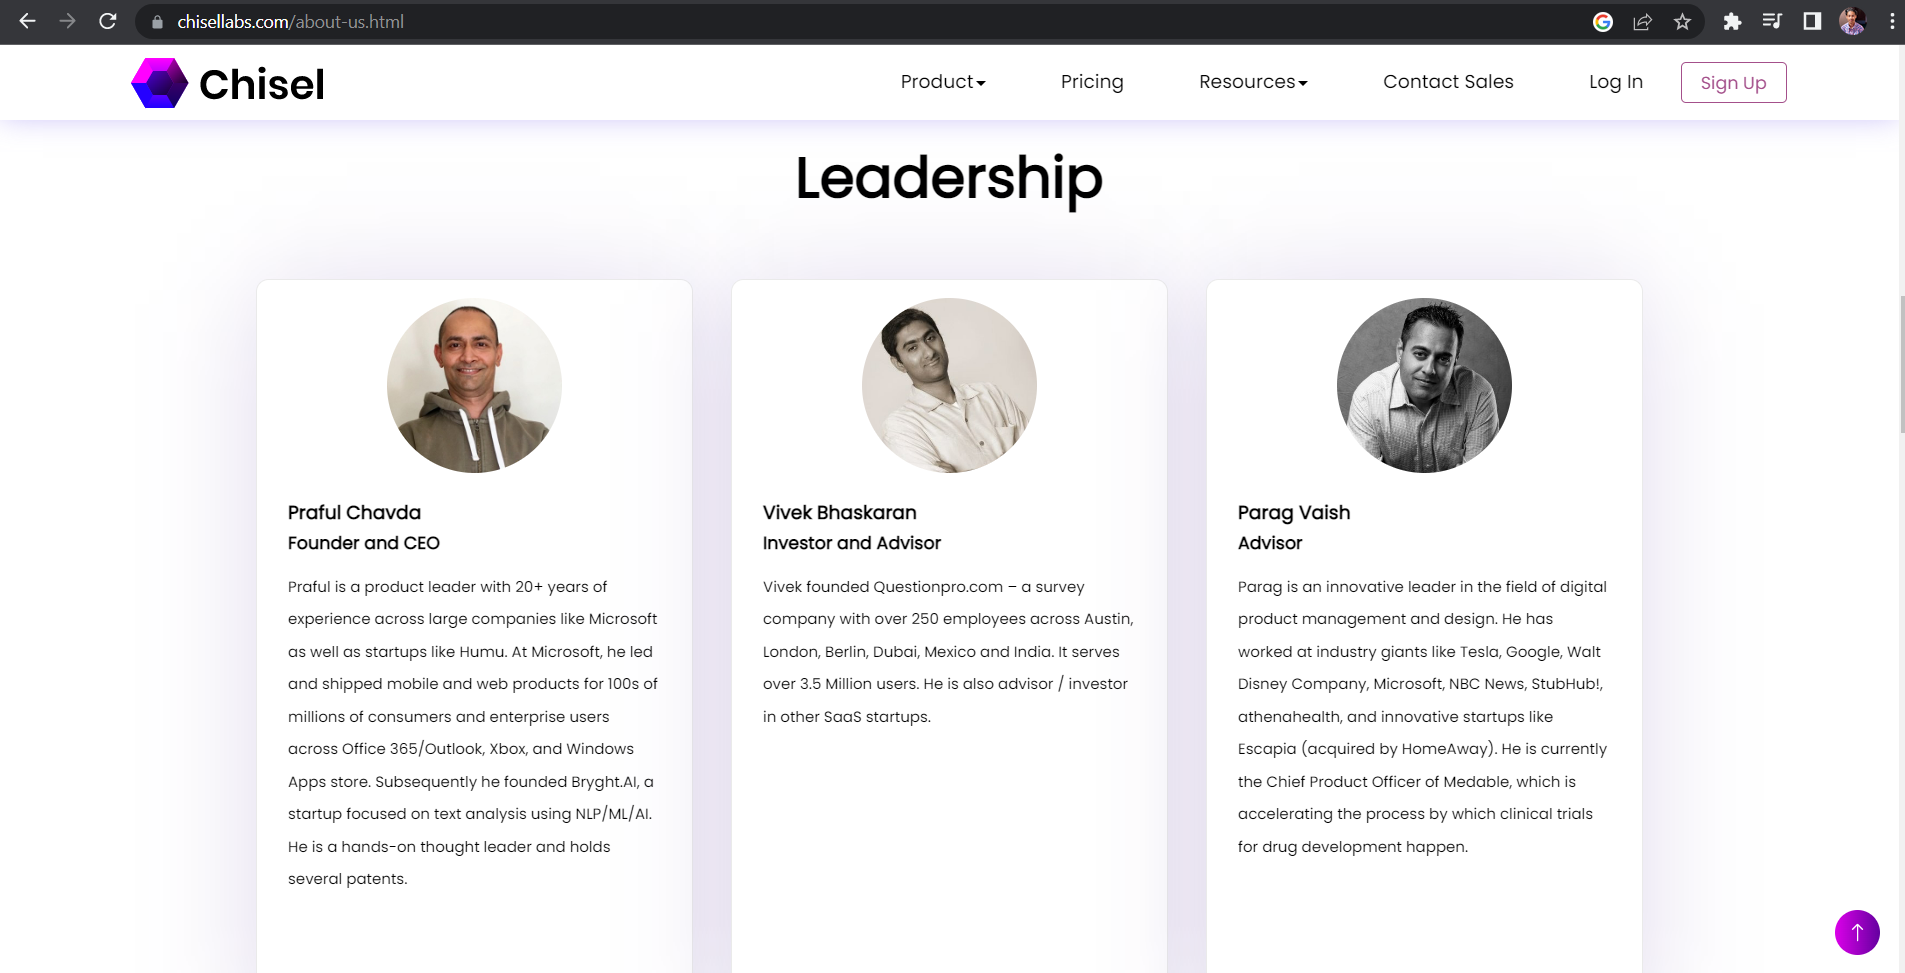 chisellabs.com/about-us.html
Chisel
Product
Pricing
Resources
Contact Sales
Log In
Sign Up
Leadership
Praful Chavda
Founder and CEO
Praful is a product leader with 20+ years of
experience across large companies like Microsoft
as well as startups like Humu. At Microsoft, he led
and shipped mobile and web products for 100s of
millions of consumers and enterprise users
across Office 365/Outlook, Xbox, and Windows
Apps store. Subsequently he founded Bryght.AI, a
startup focused on text analysis using NLP/ML/AI.
He is a hands-on thought leader and holds
several patents.
Vivek Bhaskaran
Investor and Advisor
Vivek founded Questionpro.com – a survey
company with over 250 employees across Austin,
London, Berlin, Dubai, Mexico and India. It serves
over 3.5 Million users. He is also advisor / investor
in other SaaS startups.
Parag Vaish
Advisor
Parag is an innovative leader in the field of digital
product management and design. He has
worked at industry giants like Tesla, Google, Walt
Disney Company, Microsoft, NBC News, StubHub!,
athenahealth, and innovative startups like
Escapia (acquired by HomeAway). He is currently
the Chief Product Officer of Medable, which is
accelerating the process by which clinical trials
for drug development happen.